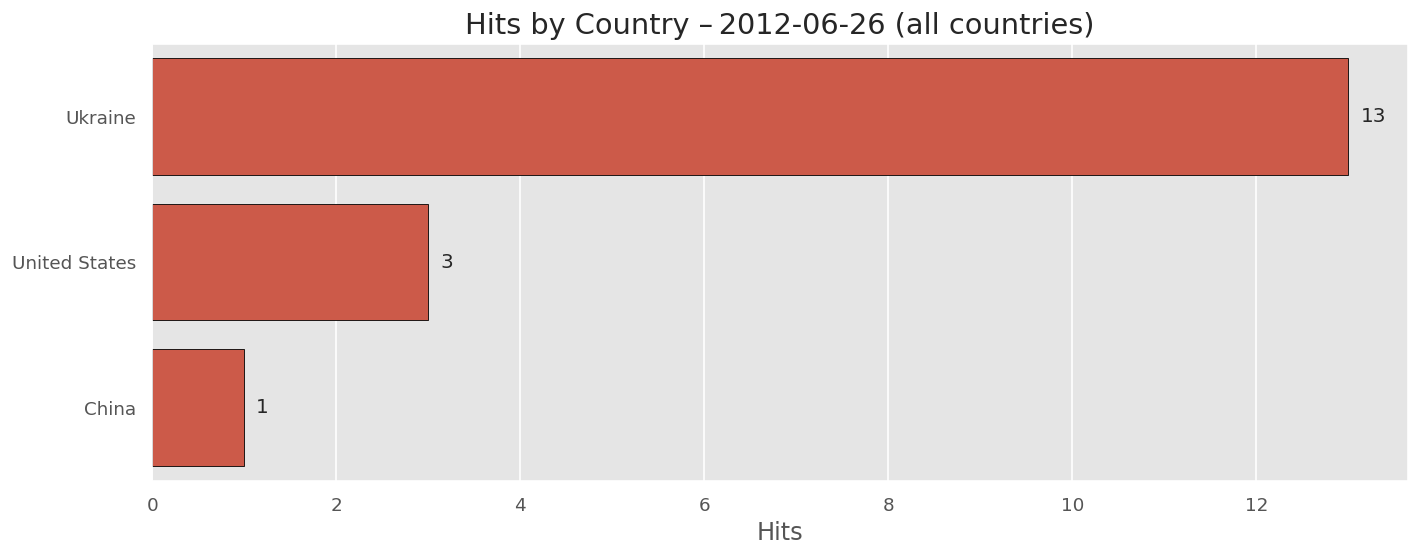 Hits by Country – 2012-06-26 (all countries)
Ukraine
13
United States
3
China
1
0 2 4 6 8 10 12
Hits